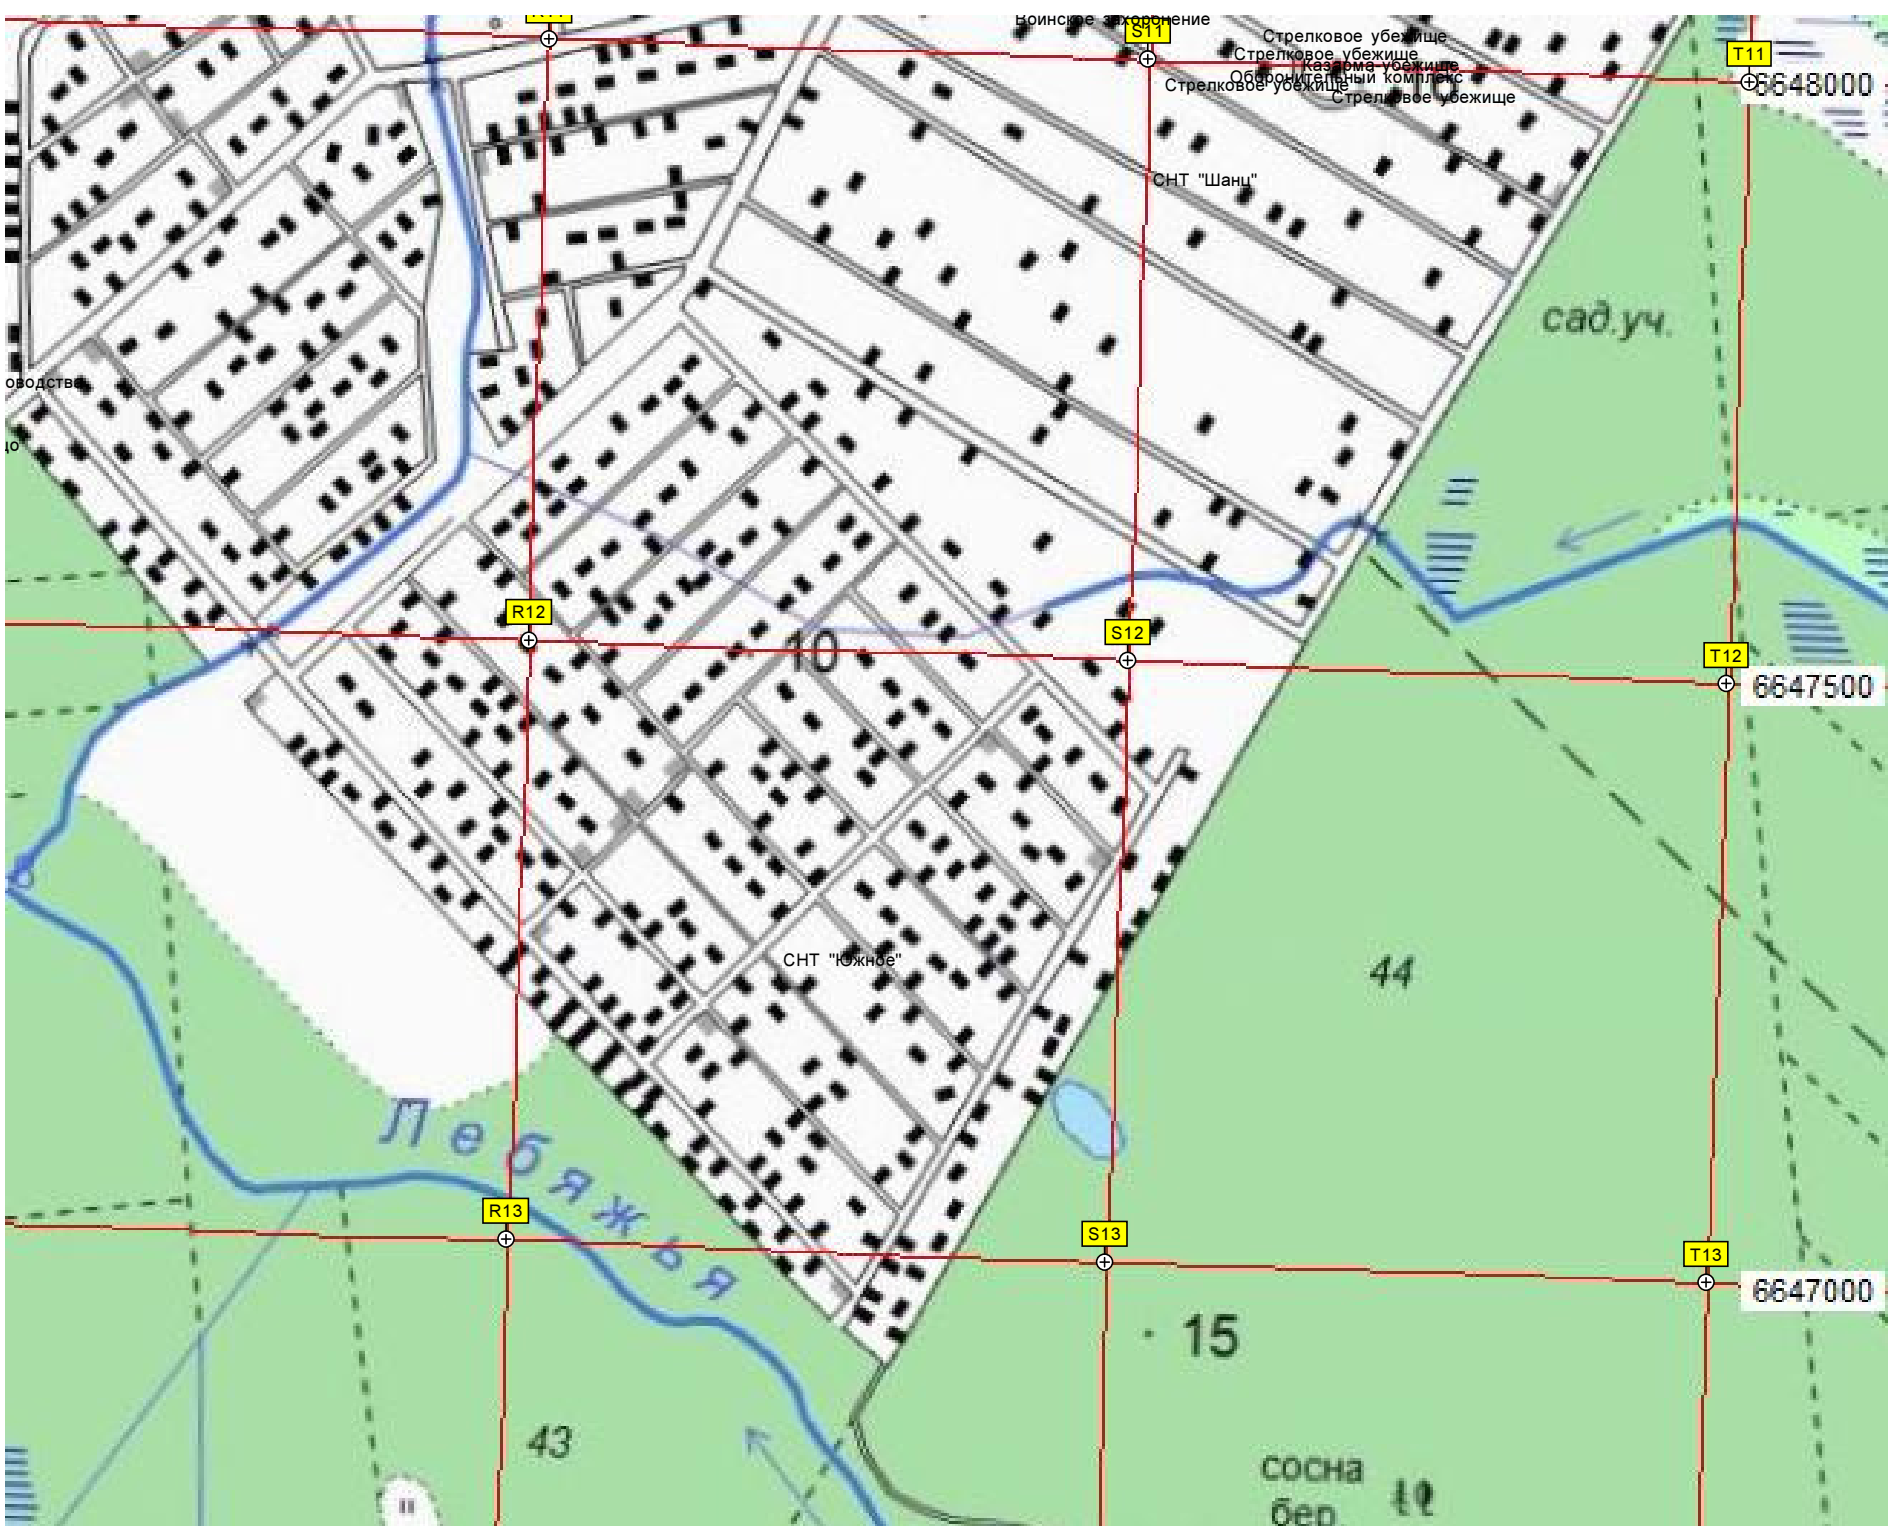 Воинское захоронение
R11
S11
Стрелковое убежище
Стрелковое убежище
Казарма-убежище
Оборонительный комплекс
Стрелковое убежище
Стрелковое убежище
T11
6648000
СНТ "Шанц"
сад.уч.
оводства
R12
S12
10
T12
6647500
44
СНТ "Южное"
Лебяжья
R13
S13
T13
6647000
15
43
сосна
бер